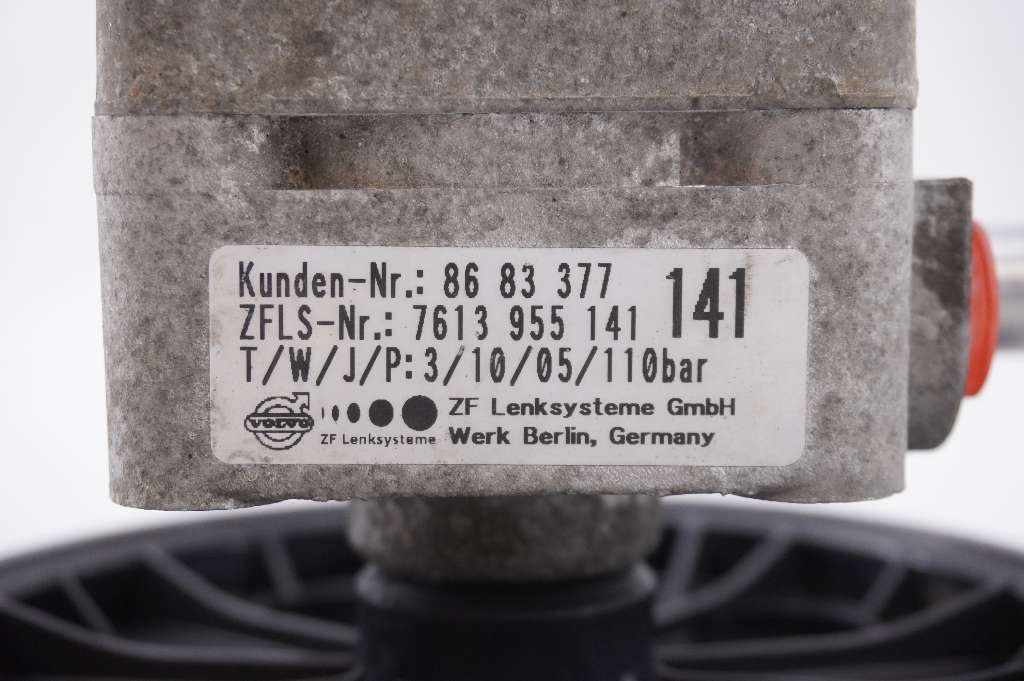 Kunden-Nr.: 86 83 377
141
ZFLS-Nr.: 7613 955 141
T/W/J/P: 3/10/05/110bar
VOLVO
ZF Lenksysteme
ZF Lenksysteme GmbH
Werk Berlin, Germany